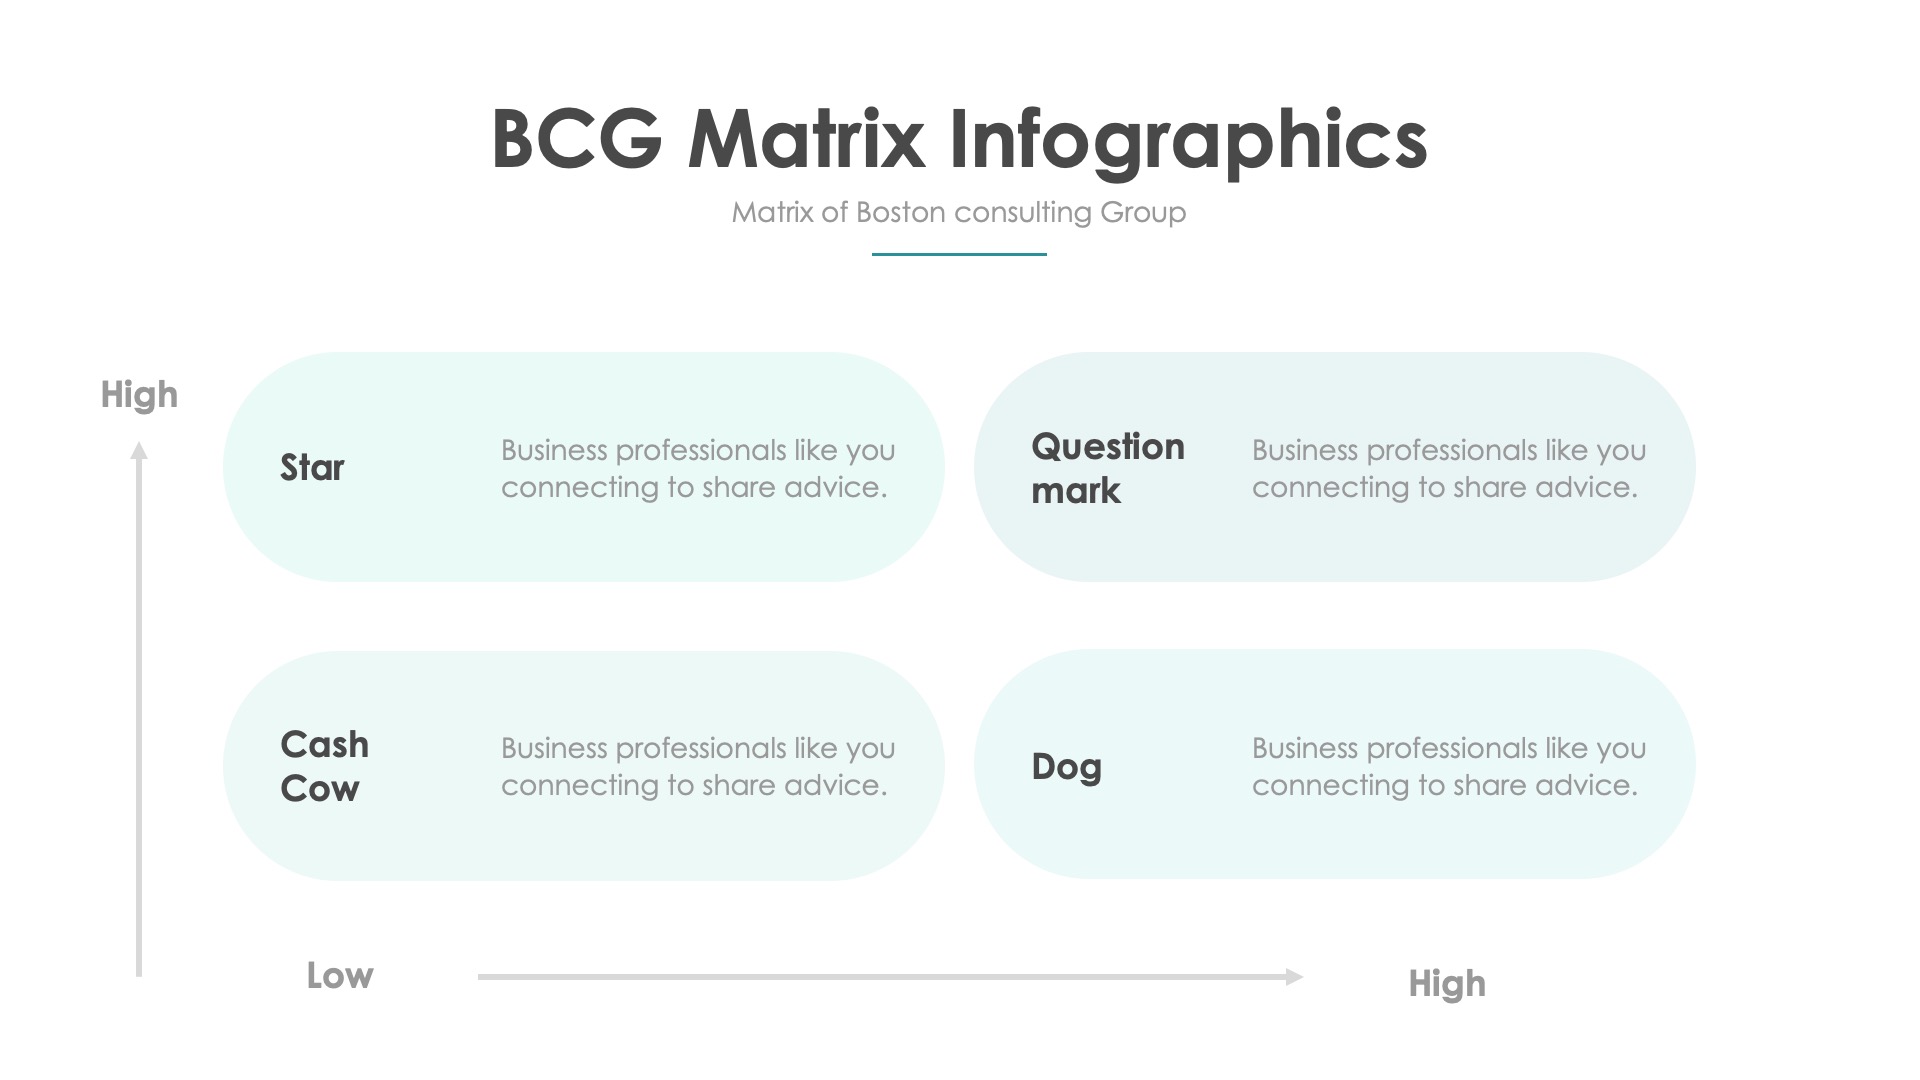 BCG Matrix Infographics
Matrix of Boston consulting Group
High
Star
Business professionals like you
connecting to share advice.
Question
mark
Business professionals like you
connecting to share advice.
Cash
Cow
Business professionals like you
connecting to share advice.
Dog
Business professionals like you
connecting to share advice.
Low
High